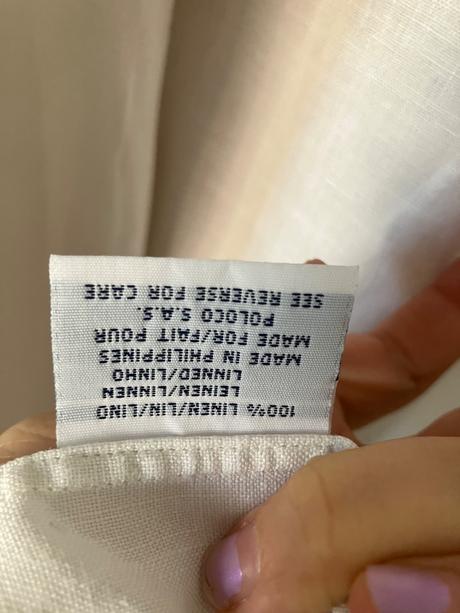 100% LINEN/LIN/LINO
LEINEN/LINNEN
LINNED/LINHO
MADE IN PHILIPPINES
MADE FOR/FAIT POUR
POLOCO S.A.S.
SEE REVERSE FOR CARE